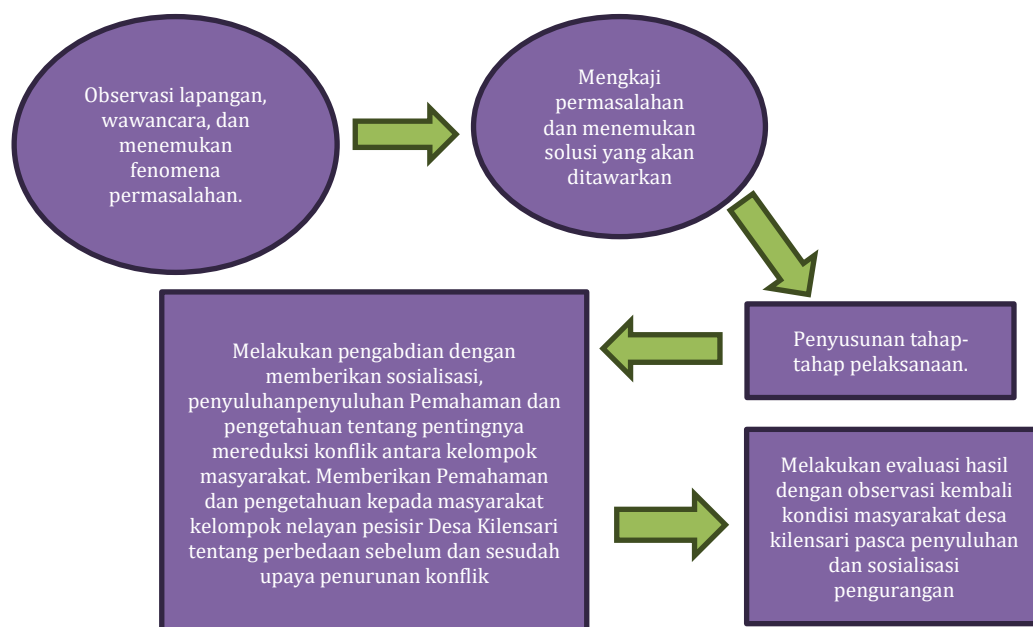 Observasi lapangan,
wawancara, dan
menemukan
fenomena
permasalahan.
Mengkaji
permasalahan
dan menemukan
solusi yang akan
ditawarkan
Penyusunan tahap-
tahap pelaksanaan.
Melakukan pengabdian dengan
memberikan sosialisasi,
penyuluhanpenyuluhan Pemahaman dan
pengetahuan tentang pentingnya
mereduksi konflik antara kelompok
masyarakat. Memberikan Pemahaman
dan pengetahuan kepada masyarakat
kelompok nelayan pesisir Desa Kilensari
tentang perbedaan sebelum dan sesudah
upaya penurunan konflik
Melakukan evaluasi hasil
dengan observasi kembali
kondisi masyarakat desa
kilensari pasca penyuluhan
dan sosialisasi
pengurangan